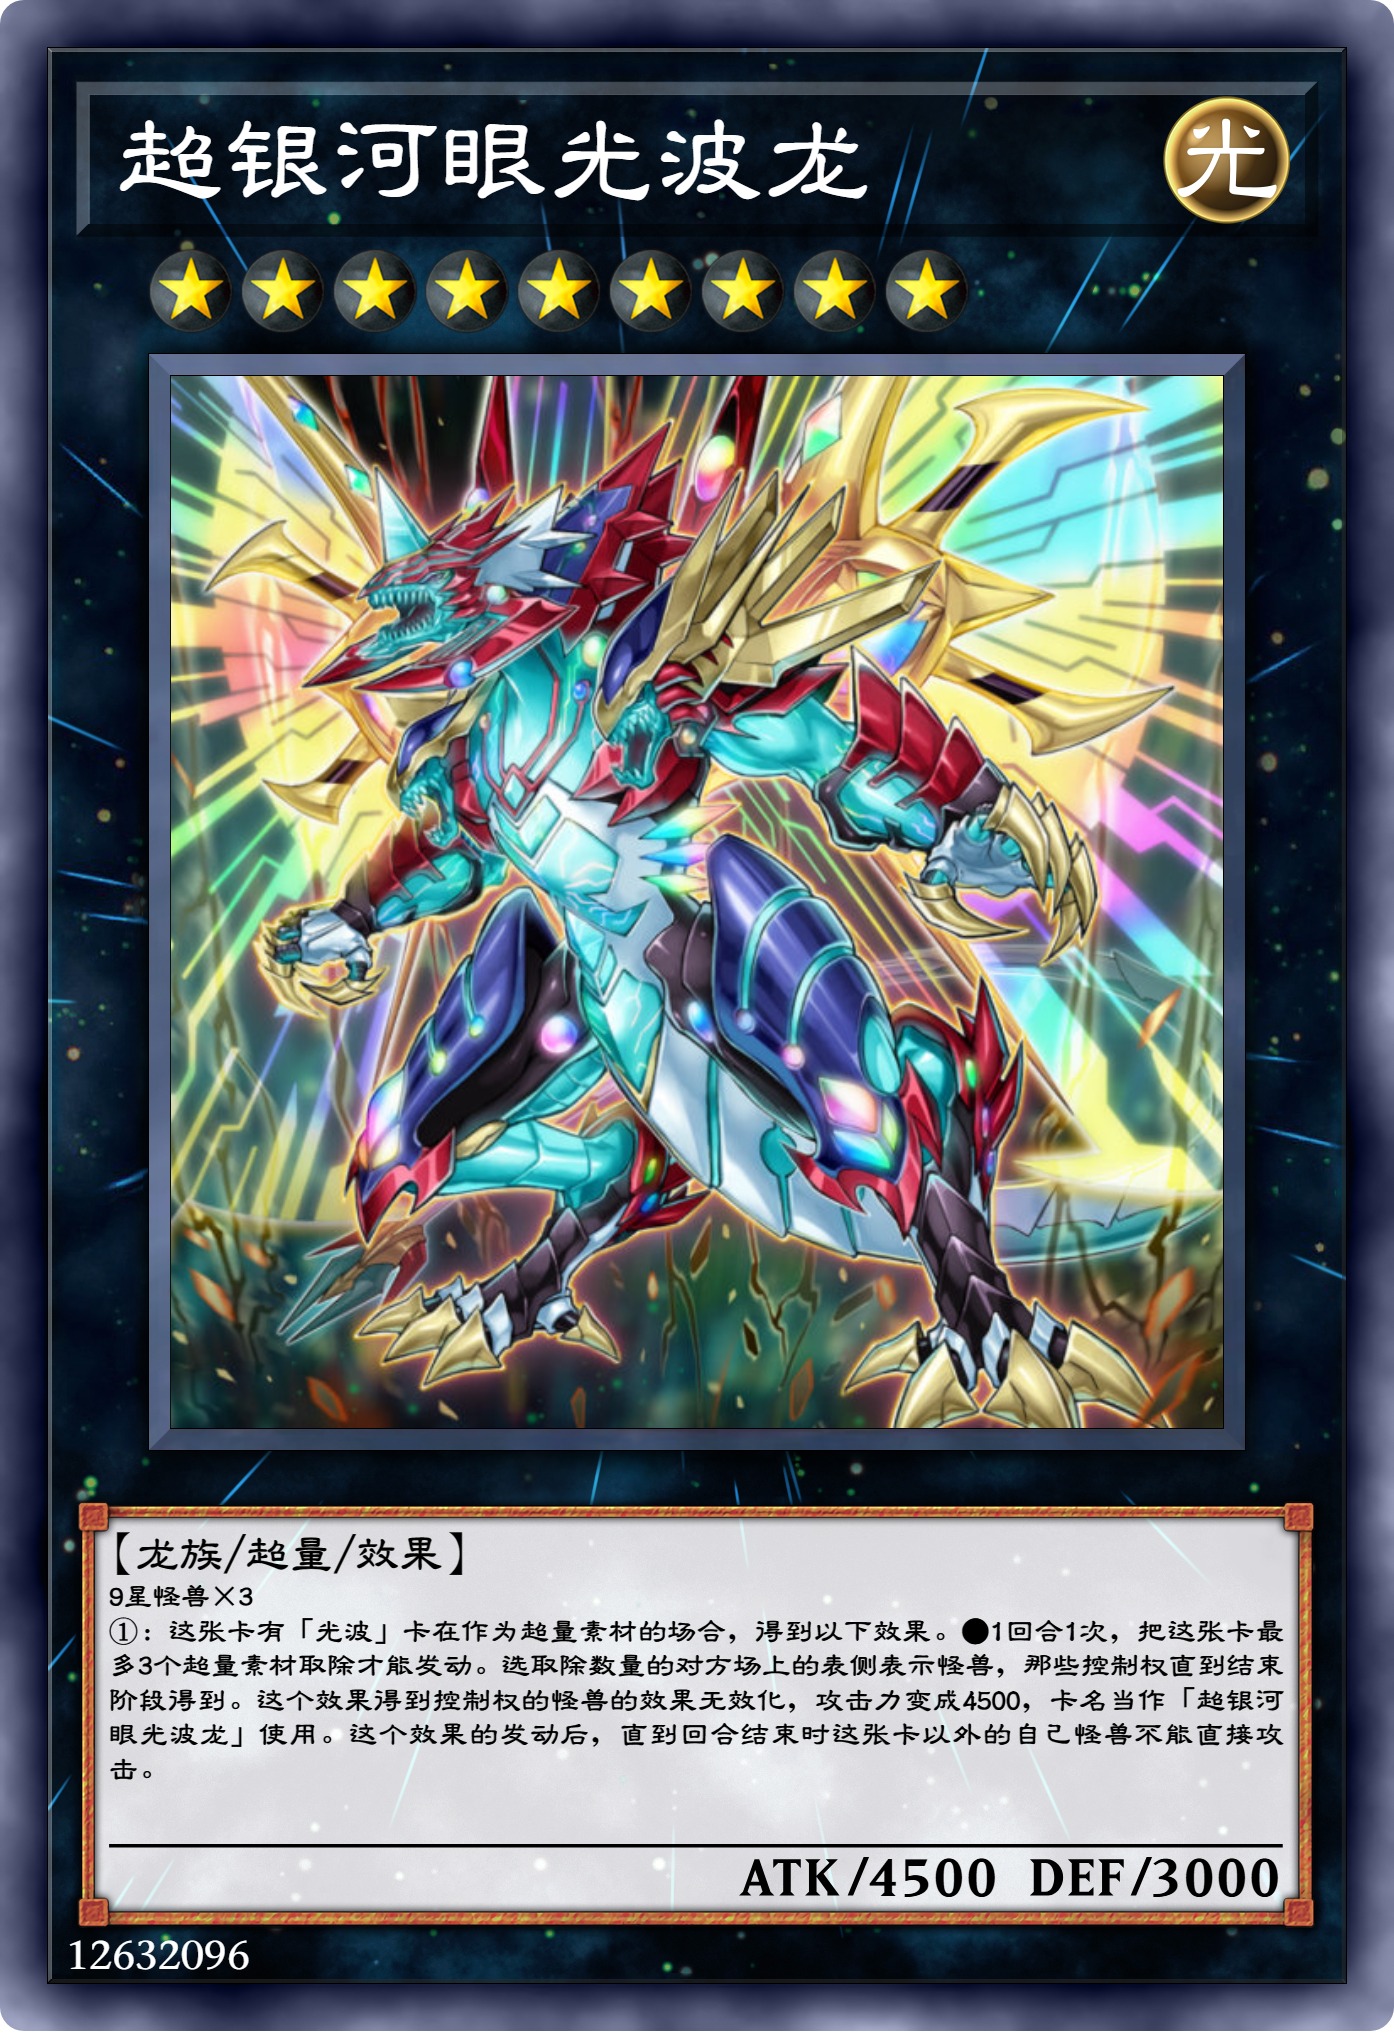 超银河眼光波龙
光
【龙族/超量/效果】
9星怪兽×3
①：这张卡有「光波」卡在作为超量素材的场合，得到以下效果。●1回合1次，把这张卡最
多3个超量素材取除才能发动。选取除数量的对方场上的表侧表示怪兽，那些控制权直到结束
阶段得到。这个效果得到控制权的怪兽的效果无效化，攻击力变成4500，卡名当作「超银河
眼光波龙」使用。这个效果的发动后，直到回合结束时这张卡以外的自己怪兽不能直接攻
击。
ATK/4500 DEF/3000
12632096